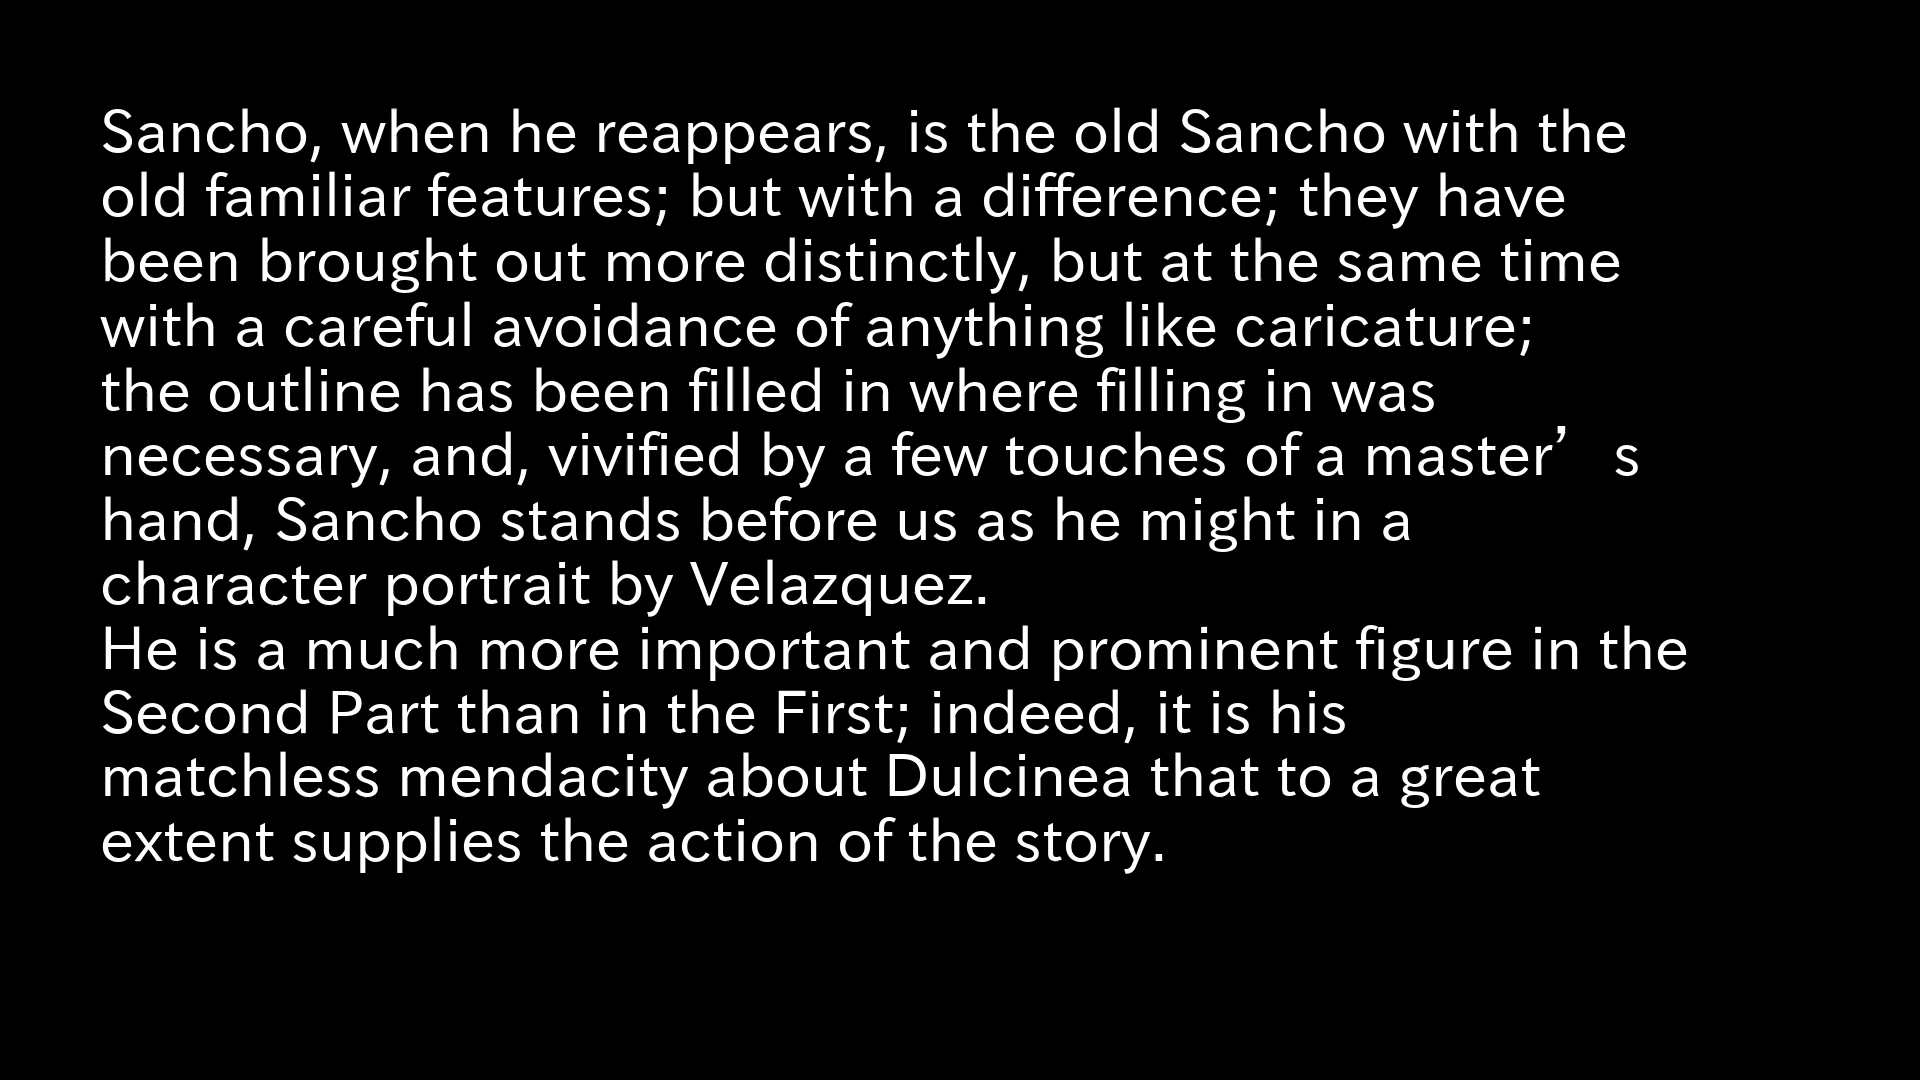 Sancho, when he reappears, is the old Sancho with the
old familiar features; but with a difference; they have
been brought out more distinctly, but at the same time
with a careful avoidance of anything like caricature;
the outline has been filled in where filling in was
necessary, and, vivified by a few touches of a master’s
hand, Sancho stands before us as he might in a
character portrait by Velazquez.
He is a much more important and prominent figure in the
Second Part than in the First; indeed, it is his
matchless mendacity about Dulcinea that to a great
extent supplies the action of the story.